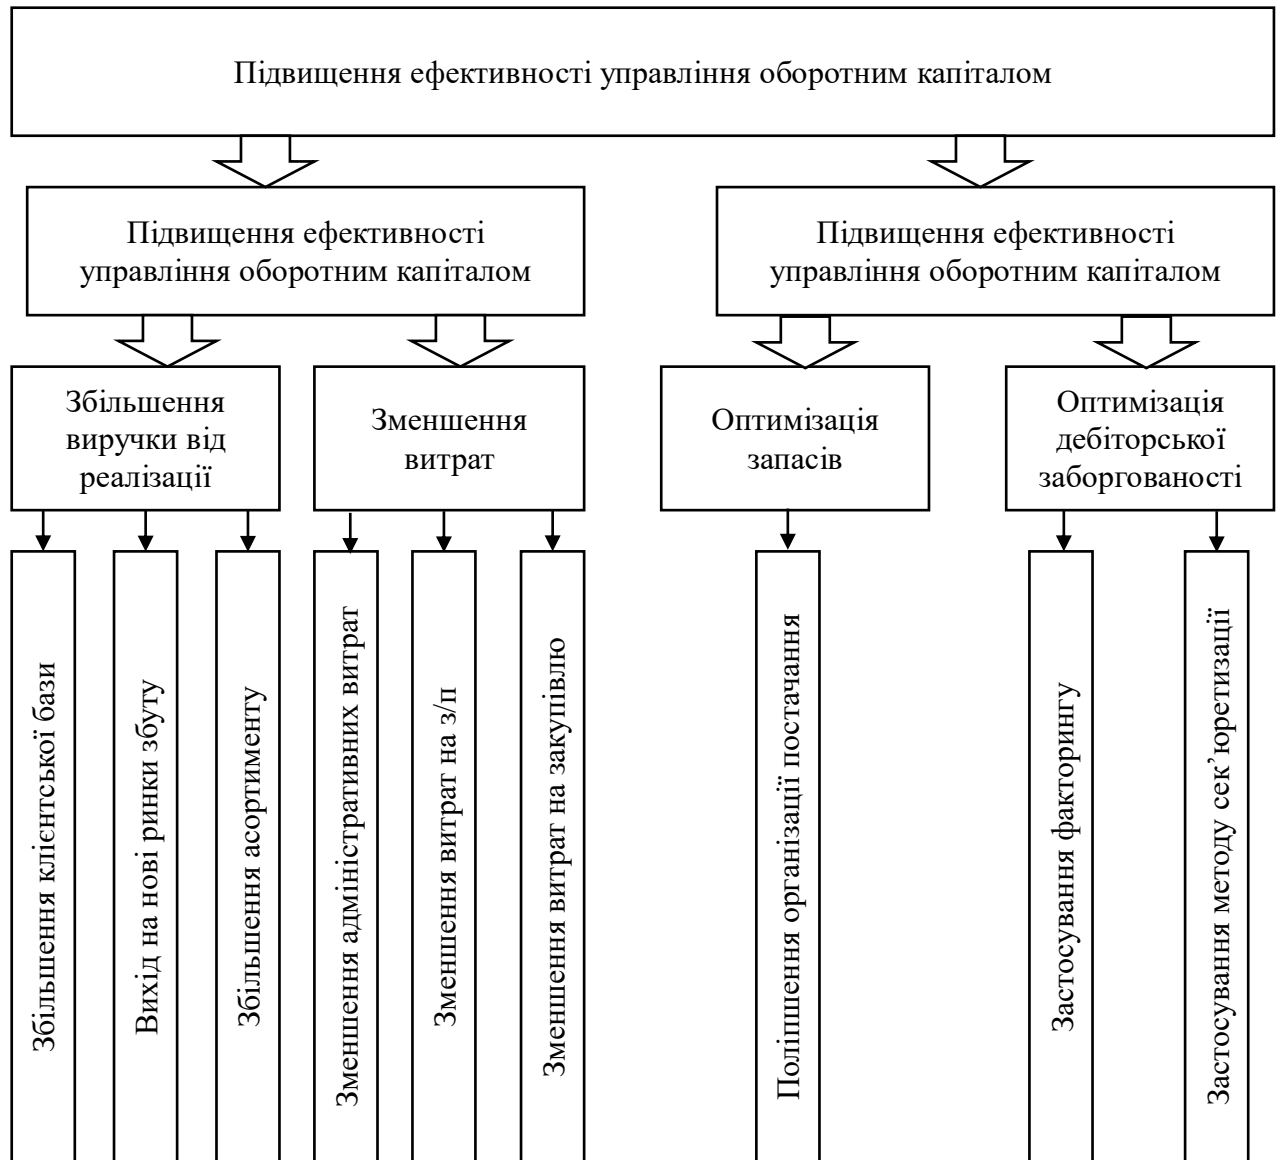 Підвищення ефективності управління оборотним капіталом
Підвищення ефективності
управління оборотним капіталом
Підвищення ефективності
управління оборотним капіталом
Збільшення
виручки від
реалізації
Зменшення
витрат
Оптимізація
запасів
Оптимізація
дебіторської
заборгованості
Збільшення клієнтської бази
Вихід на нові ринки збуту
Збільшення асортименту
Зменшення адміністративних витрат
Зменшення витрат на з/п
Зменшення витрат на закупівлю
Поліпшення організації постачання
Застосування факторингу
Застосування методу сек’юретизації